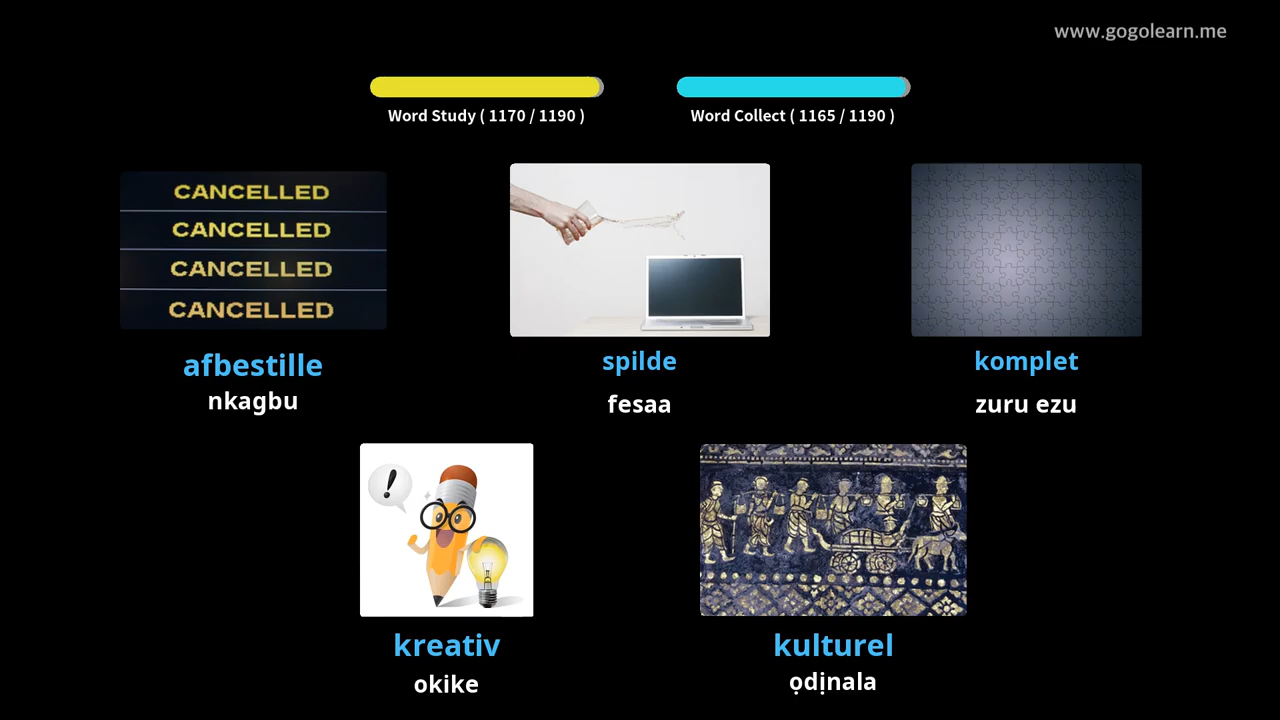 www.gogolearn.me
Word Study ( 1170 / 1190 )
Word Collect ( 1165 / 1190 )
CANCELLED
CANCELLED
CANCELLED
CANCELLED
afbestille
nkagbu
spilde
fesaa
komplet
zuru ezu
!
kreativ
okike
kulturel
ọdịnala